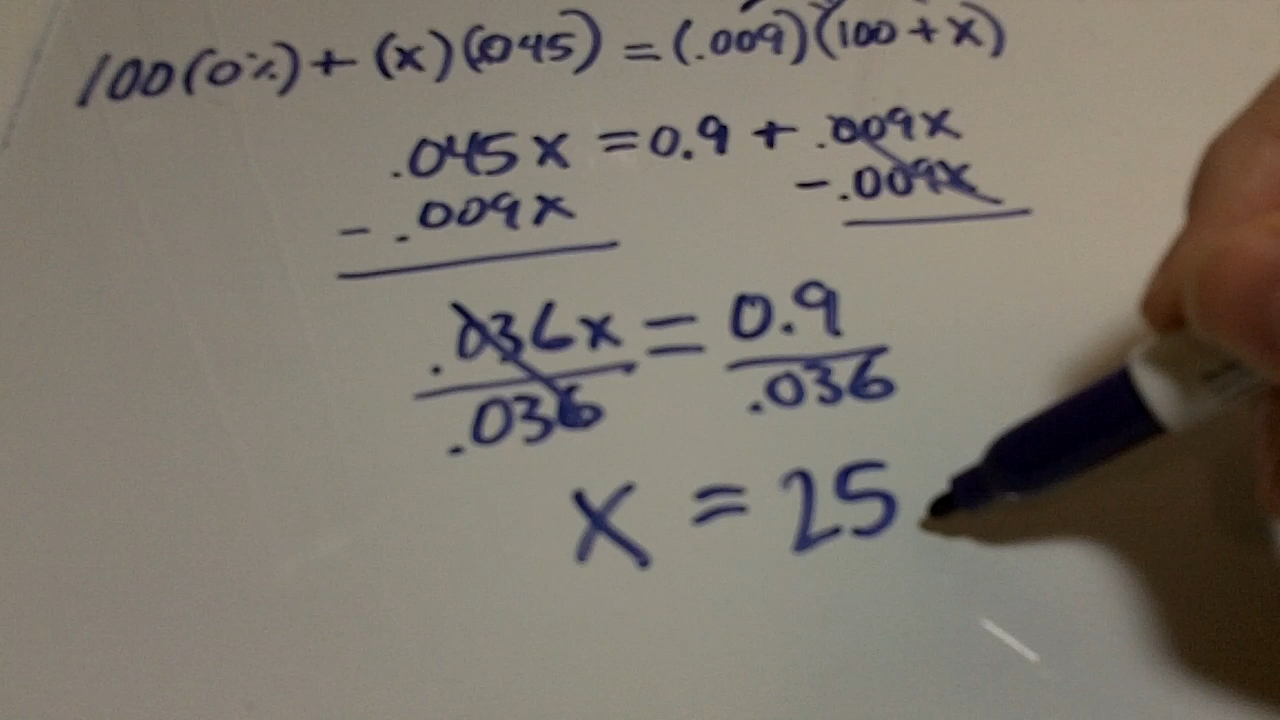 100(0%) + (x)(.045) = (.009)(100 + x)
.045x = 0.9 + .009x
- .009x - .009x
.036x = 0.9
.036 .036
x = 25